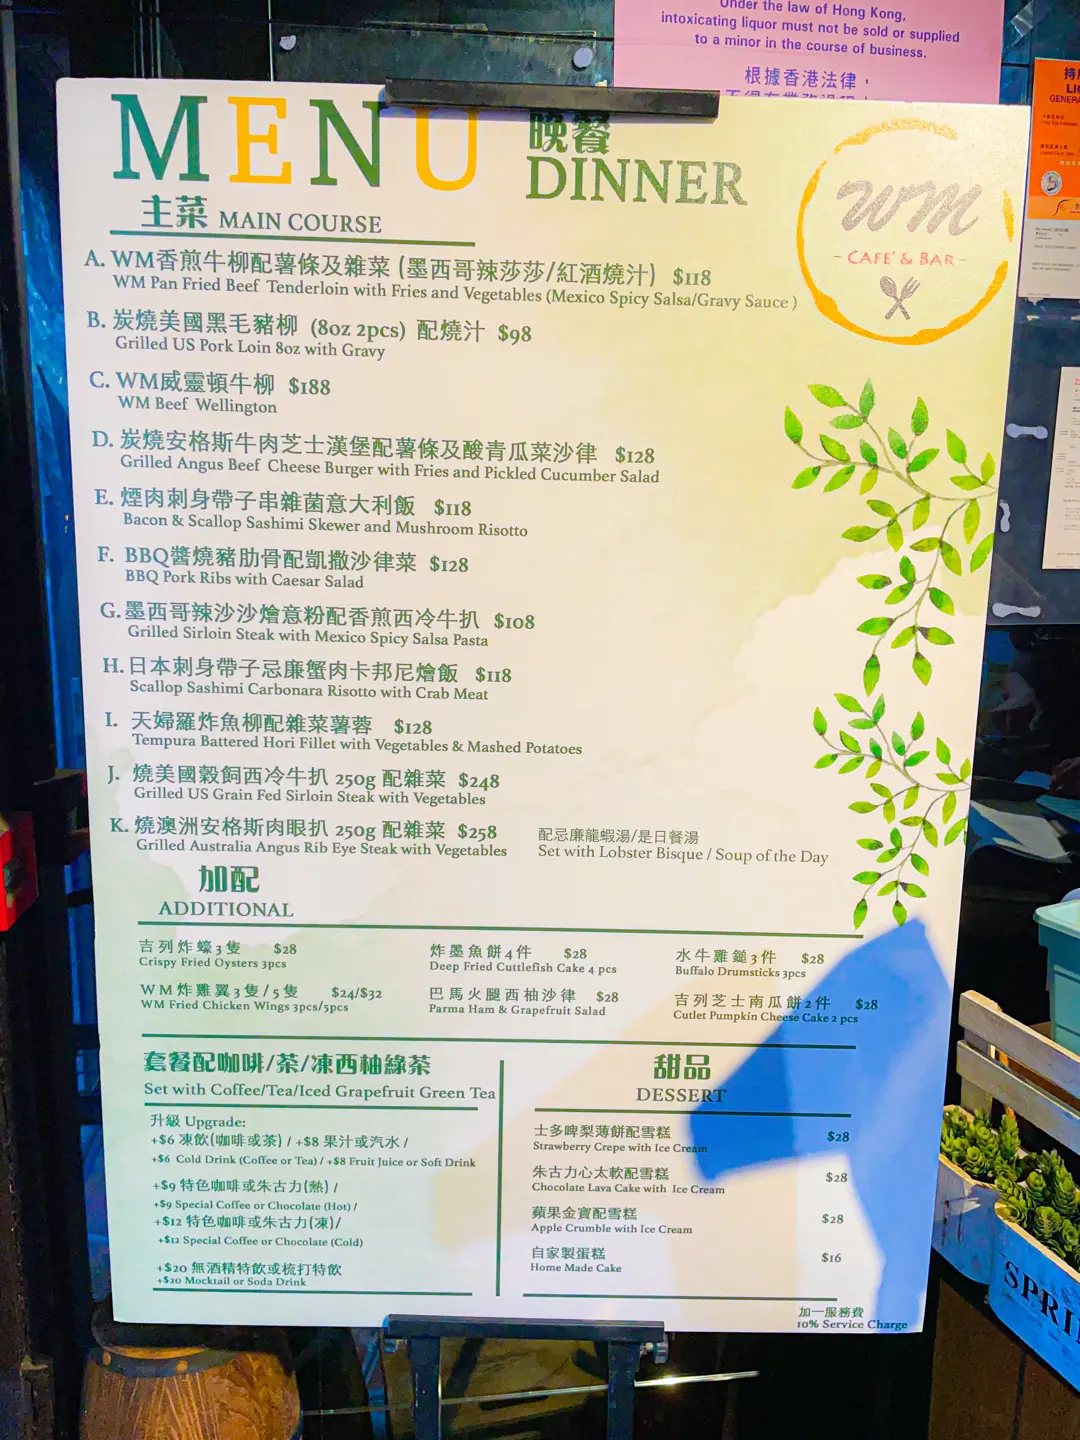 Under the law of Hong Kong,
intoxicating liquor must not be sold or supplied
to a minor in the course of business.
根據香港法律，
MENU
晚餐
DINNER
WM
- CAFE' & BAR -
主菜 MAIN COURSE
A. WM香煎牛柳配薯條及雜菜 (墨西哥辣莎莎/紅酒燒汁) $118
WM Pan Fried Beef Tenderloin with Fries and Vegetables (Mexico Spicy Salsa/Gravy Sauce )
B. 炭燒美國黑毛豬柳 (8oz 2pcs) 配燒汁 $98
Grilled US Pork Loin 8oz with Gravy
C. WM威靈頓牛柳 $188
WM Beef Wellington
D. 炭燒安格斯牛肉芝士漢堡配薯條及酸青瓜菜沙律 $128
Grilled Angus Beef Cheese Burger with Fries and Pickled Cucumber Salad
E. 煙肉刺身帶子串雜菌意大利飯 $118
Bacon & Scallop Sashimi Skewer and Mushroom Risotto
F. BBQ醬燒豬肋骨配凱撒沙律菜 $128
BBQ Pork Ribs with Caesar Salad
G. 墨西哥辣沙沙燴意粉配香煎西冷牛扒 $108
Grilled Sirloin Steak with Mexico Spicy Salsa Pasta
H. 日本刺身帶子忌廉蟹肉卡邦尼燴飯 $118
Scallop Sashimi Carbonara Risotto with Crab Meat
I. 天婦羅炸魚柳配雜菜薯蓉 $128
Tempura Battered Hori Fillet with Vegetables & Mashed Potatoes
J. 燒美國穀飼西冷牛扒 250g 配雜菜 $248
Grilled US Grain Fed Sirloin Steak with Vegetables
K. 燒澳洲安格斯肉眼扒 250g 配雜菜 $258
Grilled Australia Angus Rib Eye Steak with Vegetables
配忌廉龍蝦湯/是日餐湯
Set with Lobster Bisque / Soup of the Day
加配
ADDITIONAL
吉列炸蠔3隻 $28
Crispy Fried Oysters 3pcs
炸墨魚餅4件 $28
Deep Fried Cuttlefish Cake 4 pcs
水牛雞鎚3件 $28
Buffalo Drumsticks 3pcs
WM炸雞翼3隻/5隻 $24/$32
WM Fried Chicken Wings 3pcs/5pcs
巴馬火腿西柚沙律 $28
Parma Ham & Grapefruit Salad
吉列芝士南瓜餅2件 $28
Cutlet Pumpkin Cheese Cake 2 pcs
套餐配咖啡/茶/凍西柚綠茶
Set with Coffee/Tea/Iced Grapefruit Green Tea
升級 Upgrade:
+$6 凍飲(咖啡或茶) / +$8 果汁或汽水 /
+$6 Cold Drink (Coffee or Tea) / +$8 Fruit Juice or Soft Drink
+$9 特色咖啡或朱古力(熱) /
+$9 Special Coffee or Chocolate (Hot) /
+$12 特色咖啡或朱古力(凍)/
+$12 Special Coffee or Chocolate (Cold)
+$20 無酒精特飲或梳打特飲
+$20 Mocktail or Soda Drink
甜品
DESSERT
士多啤梨薄餅配雪糕 $28
Strawberry Crepe with Ice Cream
朱古力心太軟配雪糕 $28
Chocolate Lava Cake with Ice Cream
蘋果金寶配雪糕 $28
Apple Crumble with Ice Cream
自家製蛋糕 $16
Home Made Cake
加一服務費
10% Service Charge